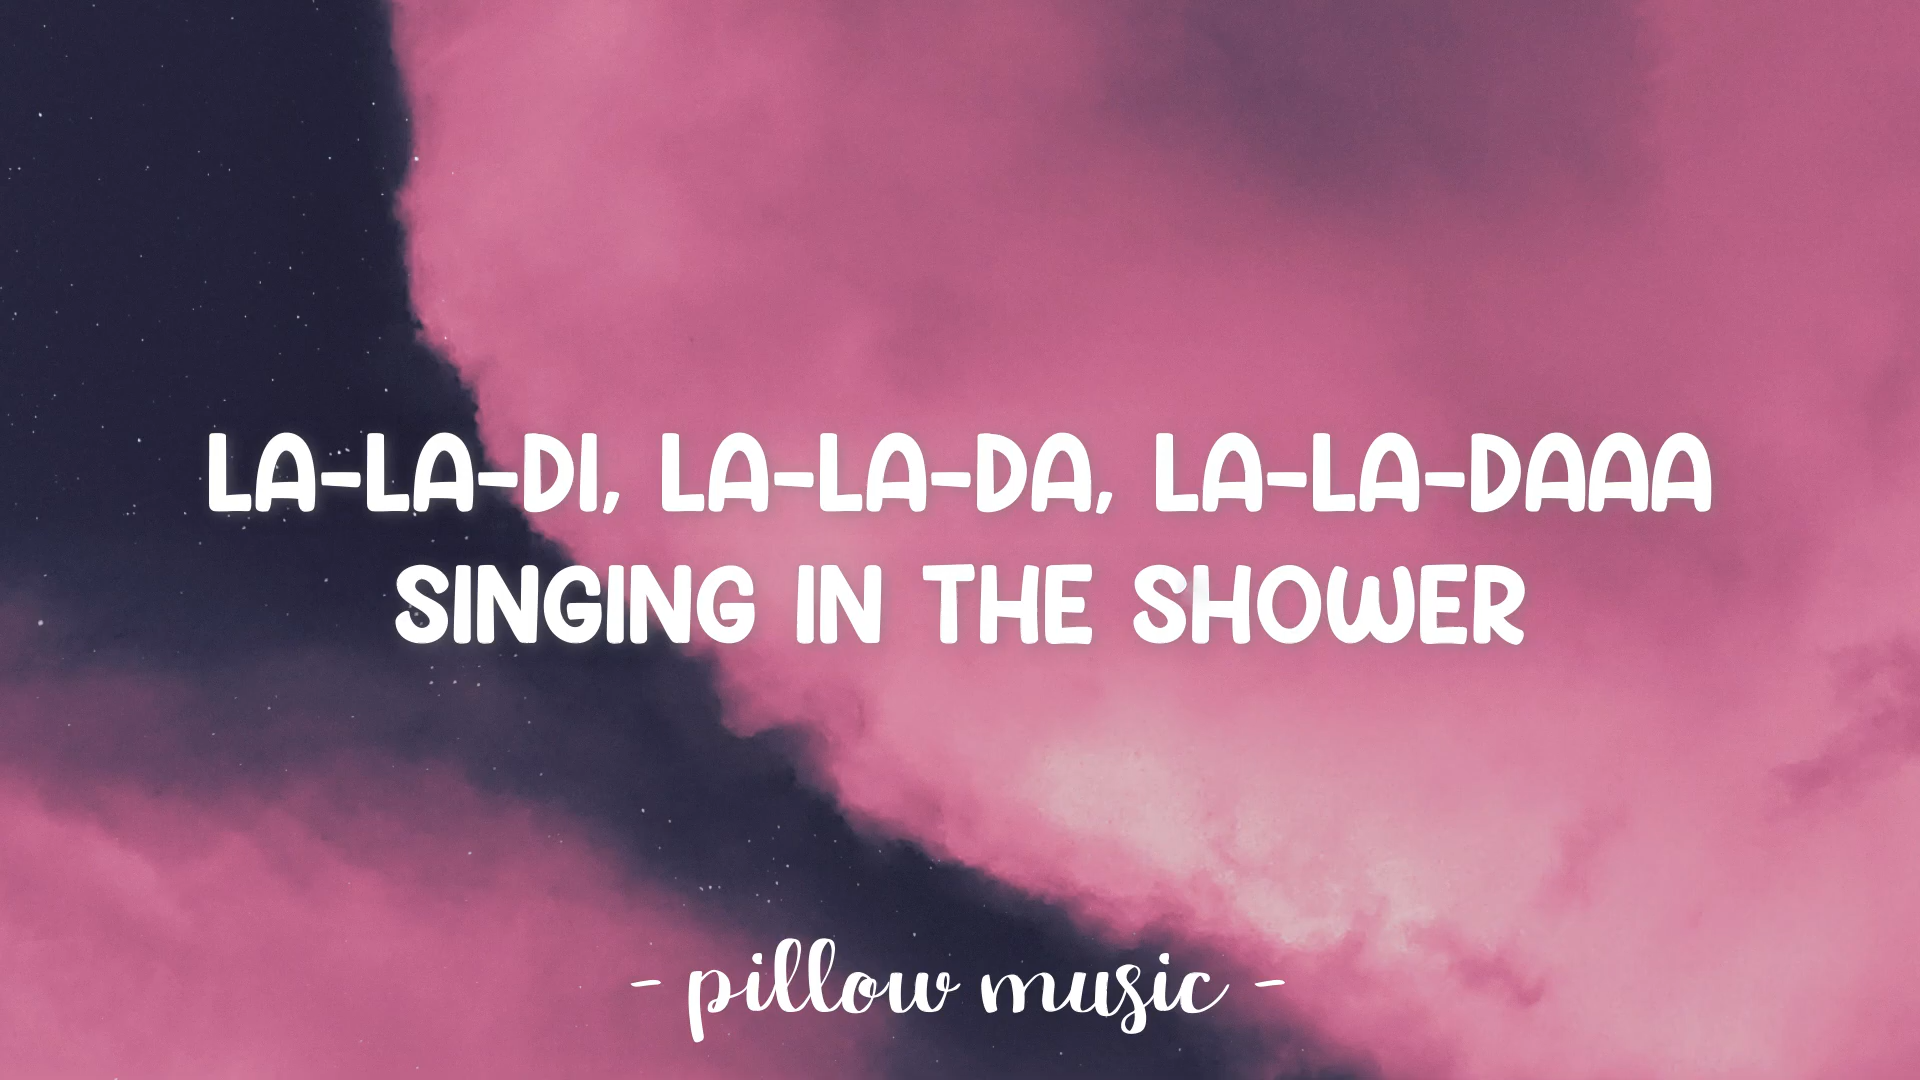 LA-LA-DI, LA-LA-DA, LA-LA-DAAA
SINGING IN THE SHOWER
- pillow music -